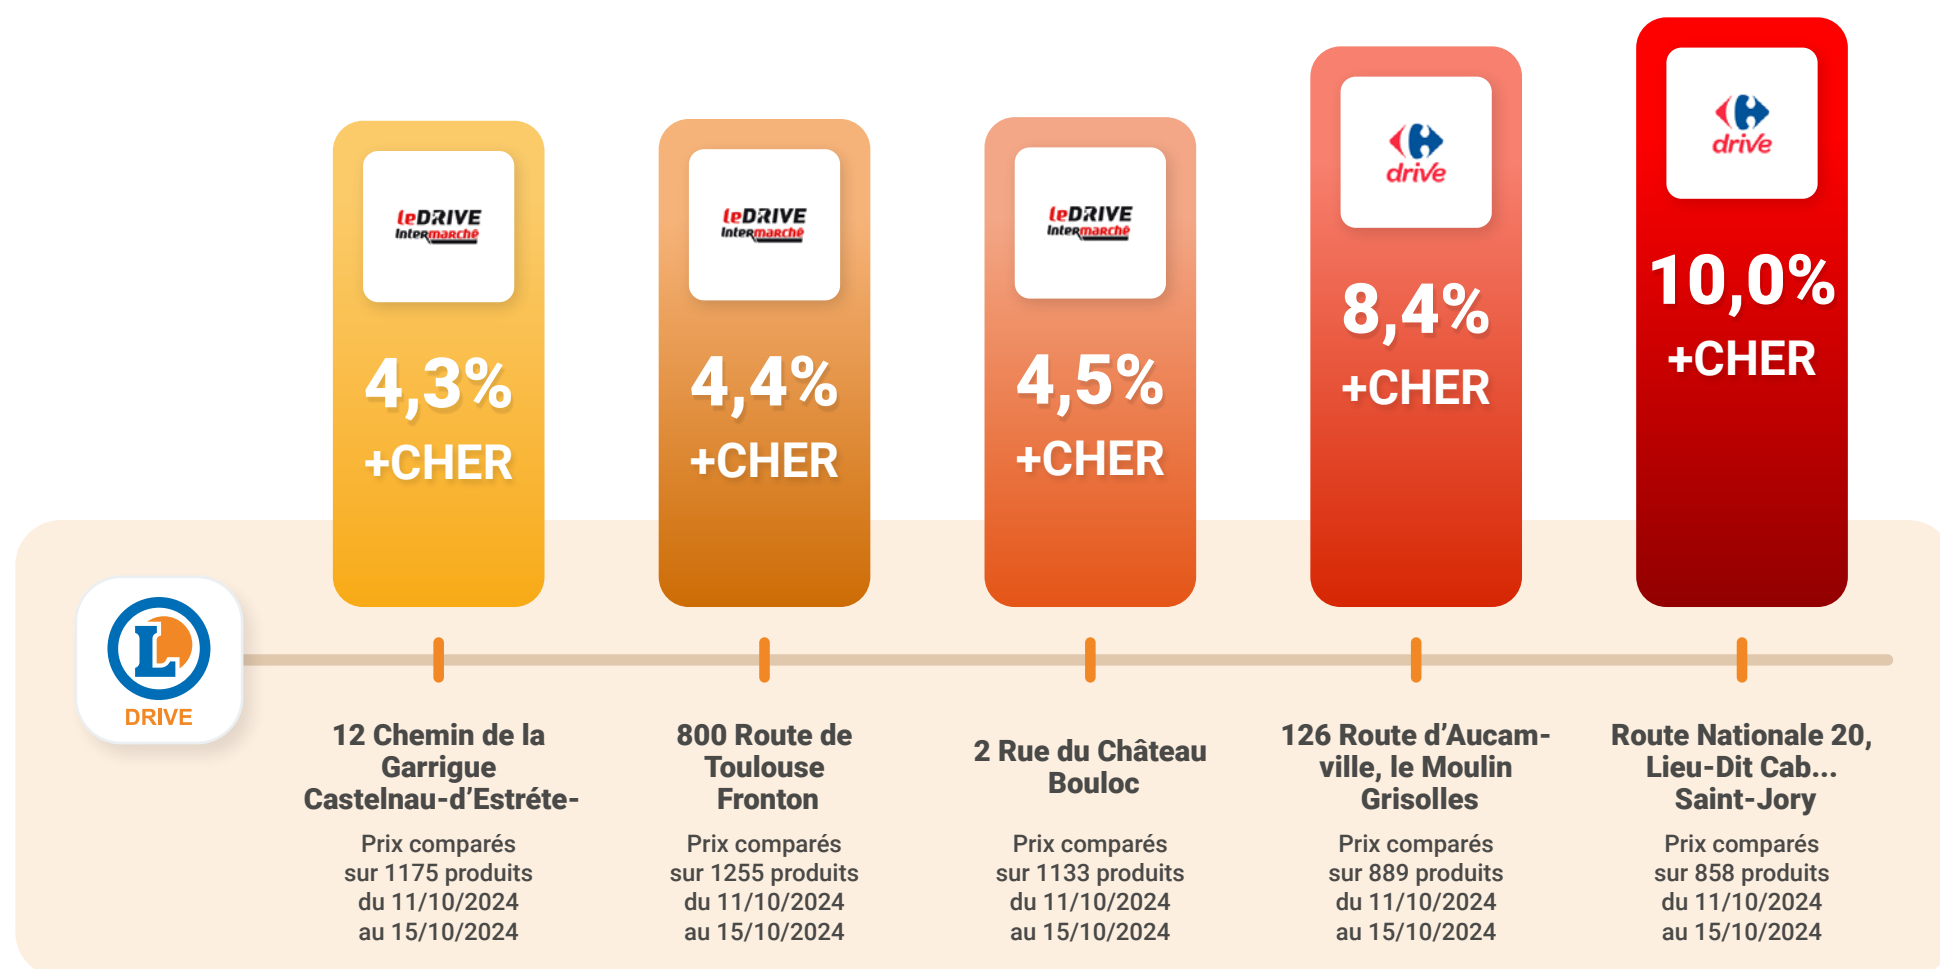 leDRIVE
Intermarché
4,3%
+CHER
leDRIVE
Intermarché
4,4%
+CHER
leDRIVE
Intermarché
4,5%
+CHER
drive
8,4%
+CHER
drive
10,0%
+CHER
L
DRIVE
12 Chemin de la
Garrigue
Castelnau-d’Estréte-
Prix comparés
sur 1175 produits
du 11/10/2024
au 15/10/2024
800 Route de
Toulouse
Fronton
Prix comparés
sur 1255 produits
du 11/10/2024
au 15/10/2024
2 Rue du Château
Bouloc
Prix comparés
sur 1133 produits
du 11/10/2024
au 15/10/2024
126 Route d’Aucam-
ville, le Moulin
Grisolles
Prix comparés
sur 889 produits
du 11/10/2024
au 15/10/2024
Route Nationale 20,
Lieu-Dit Cab...
Saint-Jory
Prix comparés
sur 858 produits
du 11/10/2024
au 15/10/2024